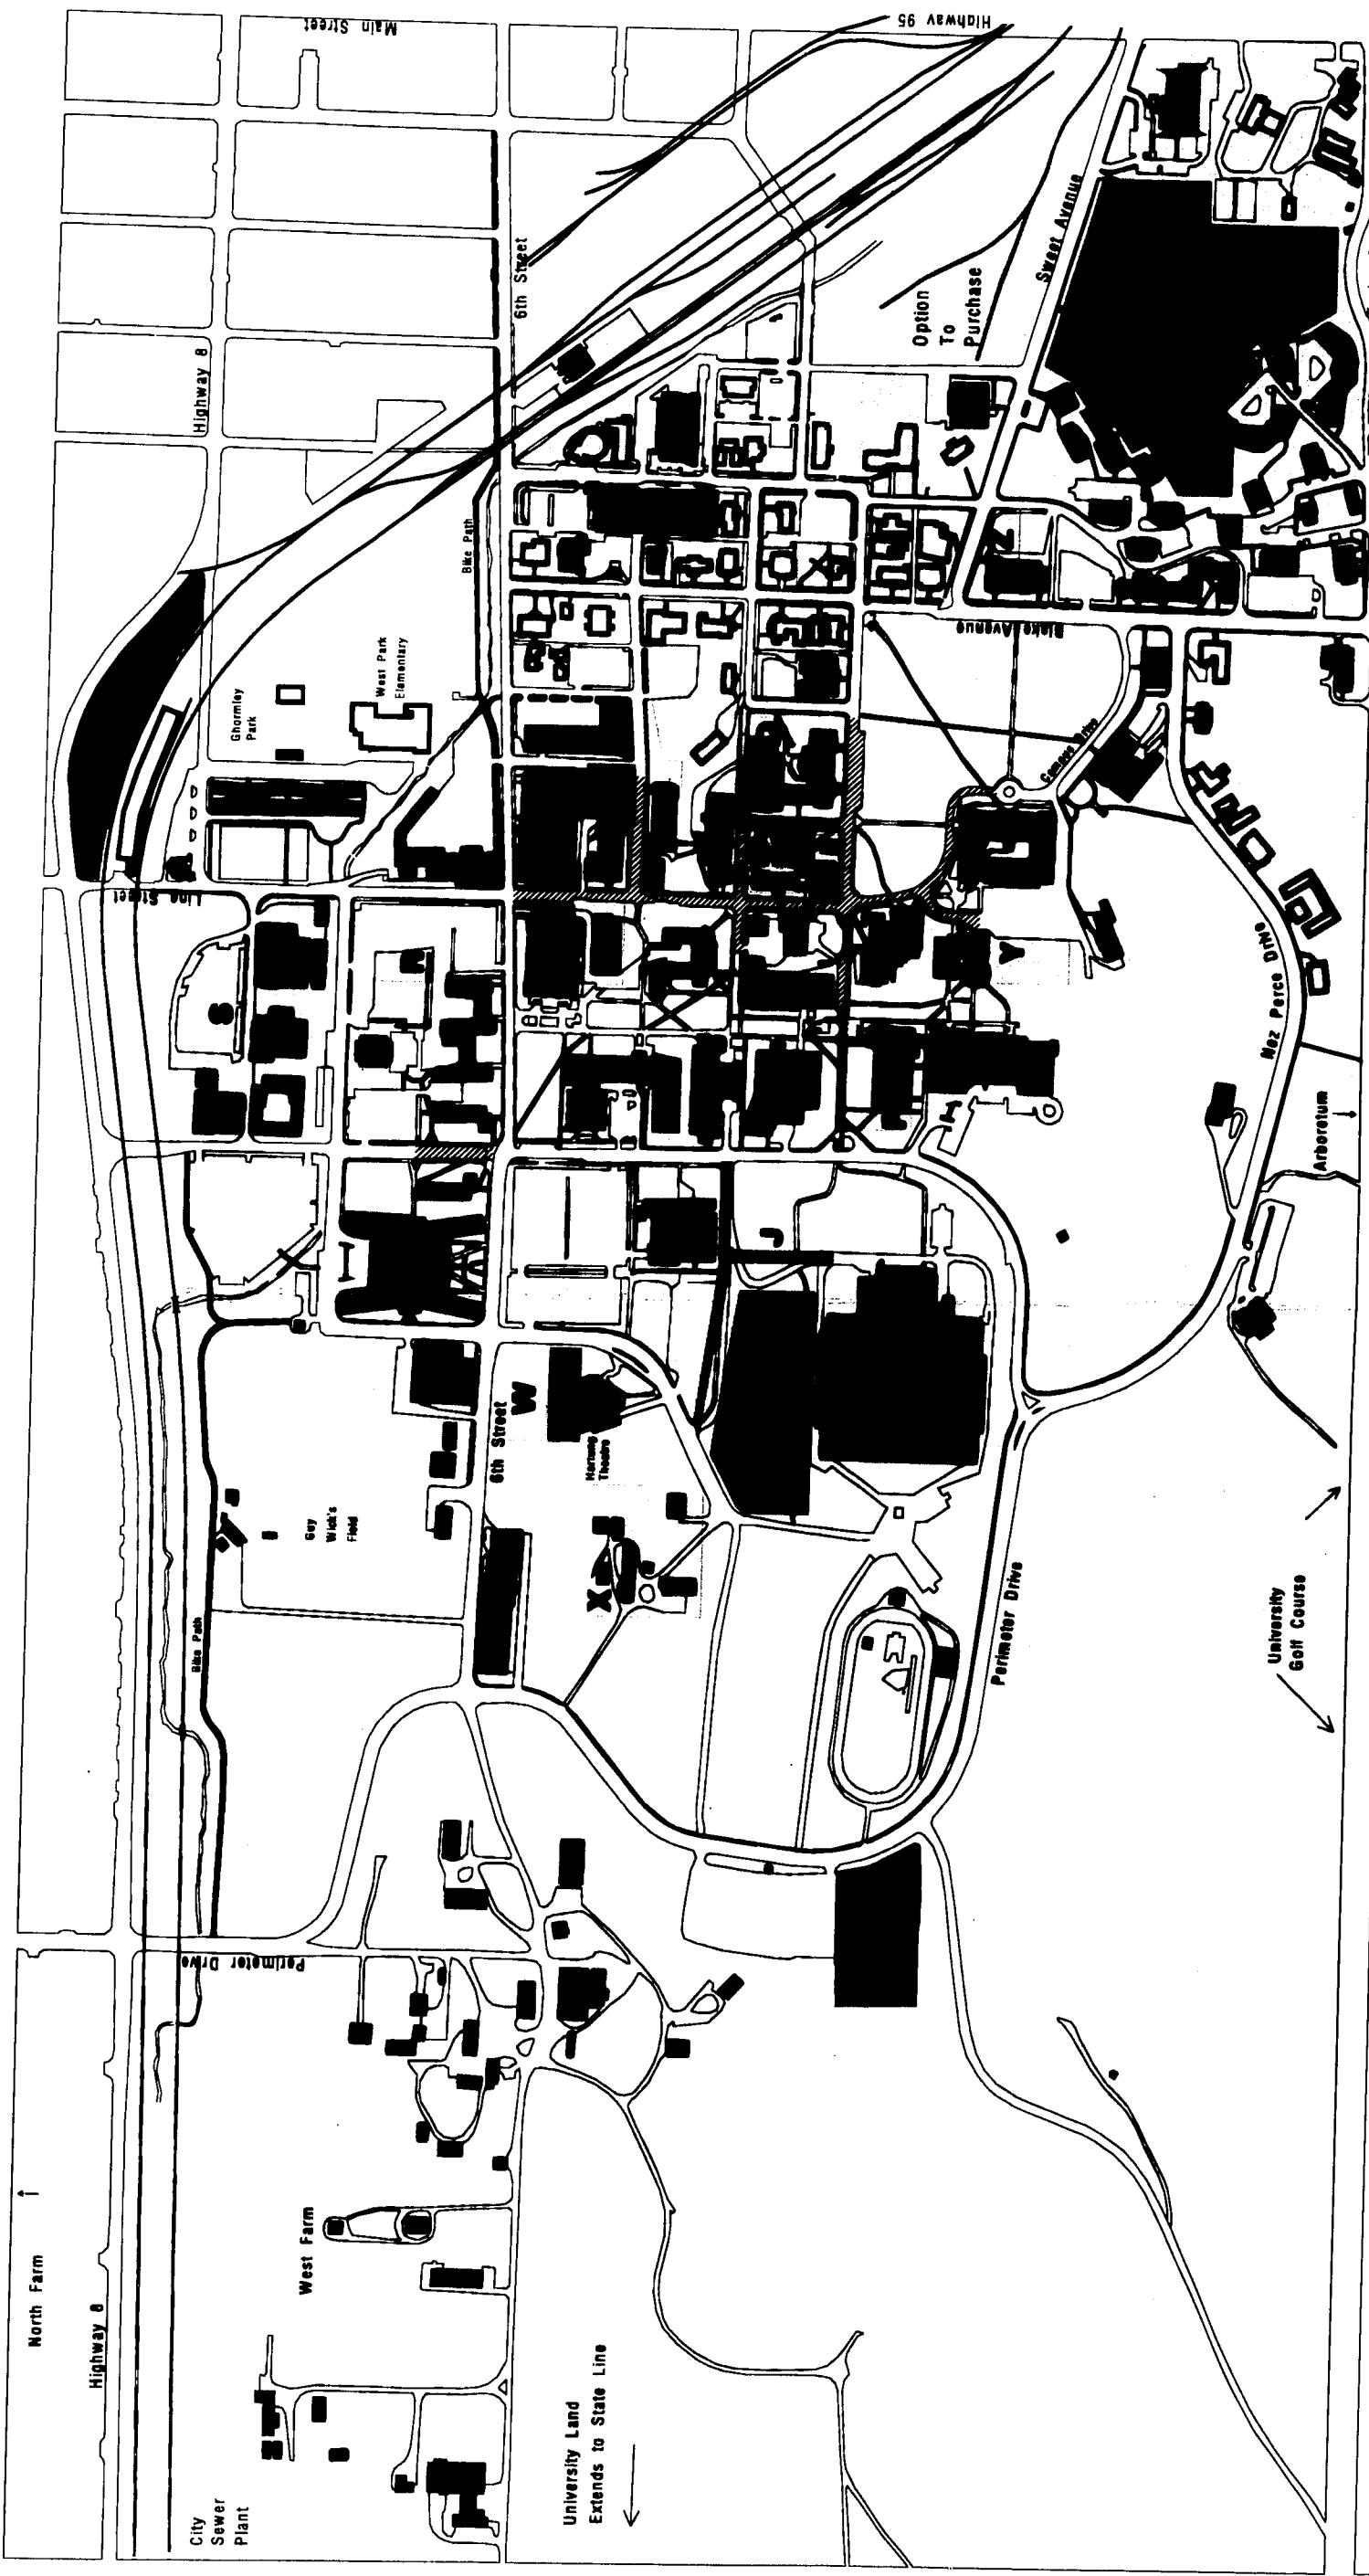 North Farm
Highway 8
City
Sewer
Plant
West Farm
University Land
Extends to State Line
Perimeter Drive
Bike Path
Guy
Wick's
Field
6th Street
W
Hartung
Theatre
X
Perimeter Drive
University
Golf Course
Arboretum
Nez Perce Drive
I
J
H
Y
S
Line Street
Ghormley
Park
West Park
Elementary
Bike Path
Highway 8
Main Street
6th Street
Highway 95
Option
To
Purchase
Sweet Avenue
Blake Avenue
Campus Drive
Z